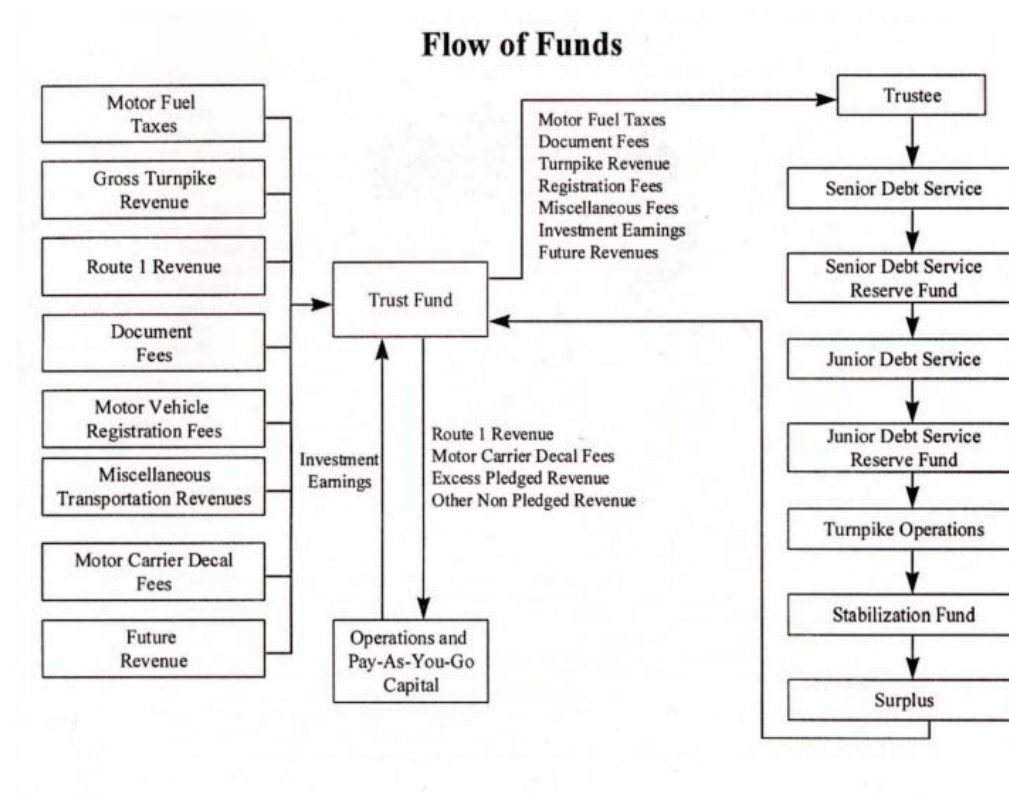 Flow of Funds
Motor Fuel
Taxes
Gross Turnpike
Revenue
Route 1 Revenue
Document
Fees
Motor Vehicle
Registration Fees
Miscellaneous
Transportation Revenues
Motor Carrier Decal
Fees
Future
Revenue
Trust Fund
Investment
Earnings
Route 1 Revenue
Motor Carrier Decal Fees
Excess Pledged Revenue
Other Non Pledged Revenue
Operations and
Pay-As-You-Go
Capital
Motor Fuel Taxes
Document Fees
Turnpike Revenue
Registration Fees
Miscellaneous Fees
Investment Earnings
Future Revenues
Trustee
Senior Debt Service
Senior Debt Service
Reserve Fund
Junior Debt Service
Junior Debt Service
Reserve Fund
Turnpike Operations
Stabilization Fund
Surplus